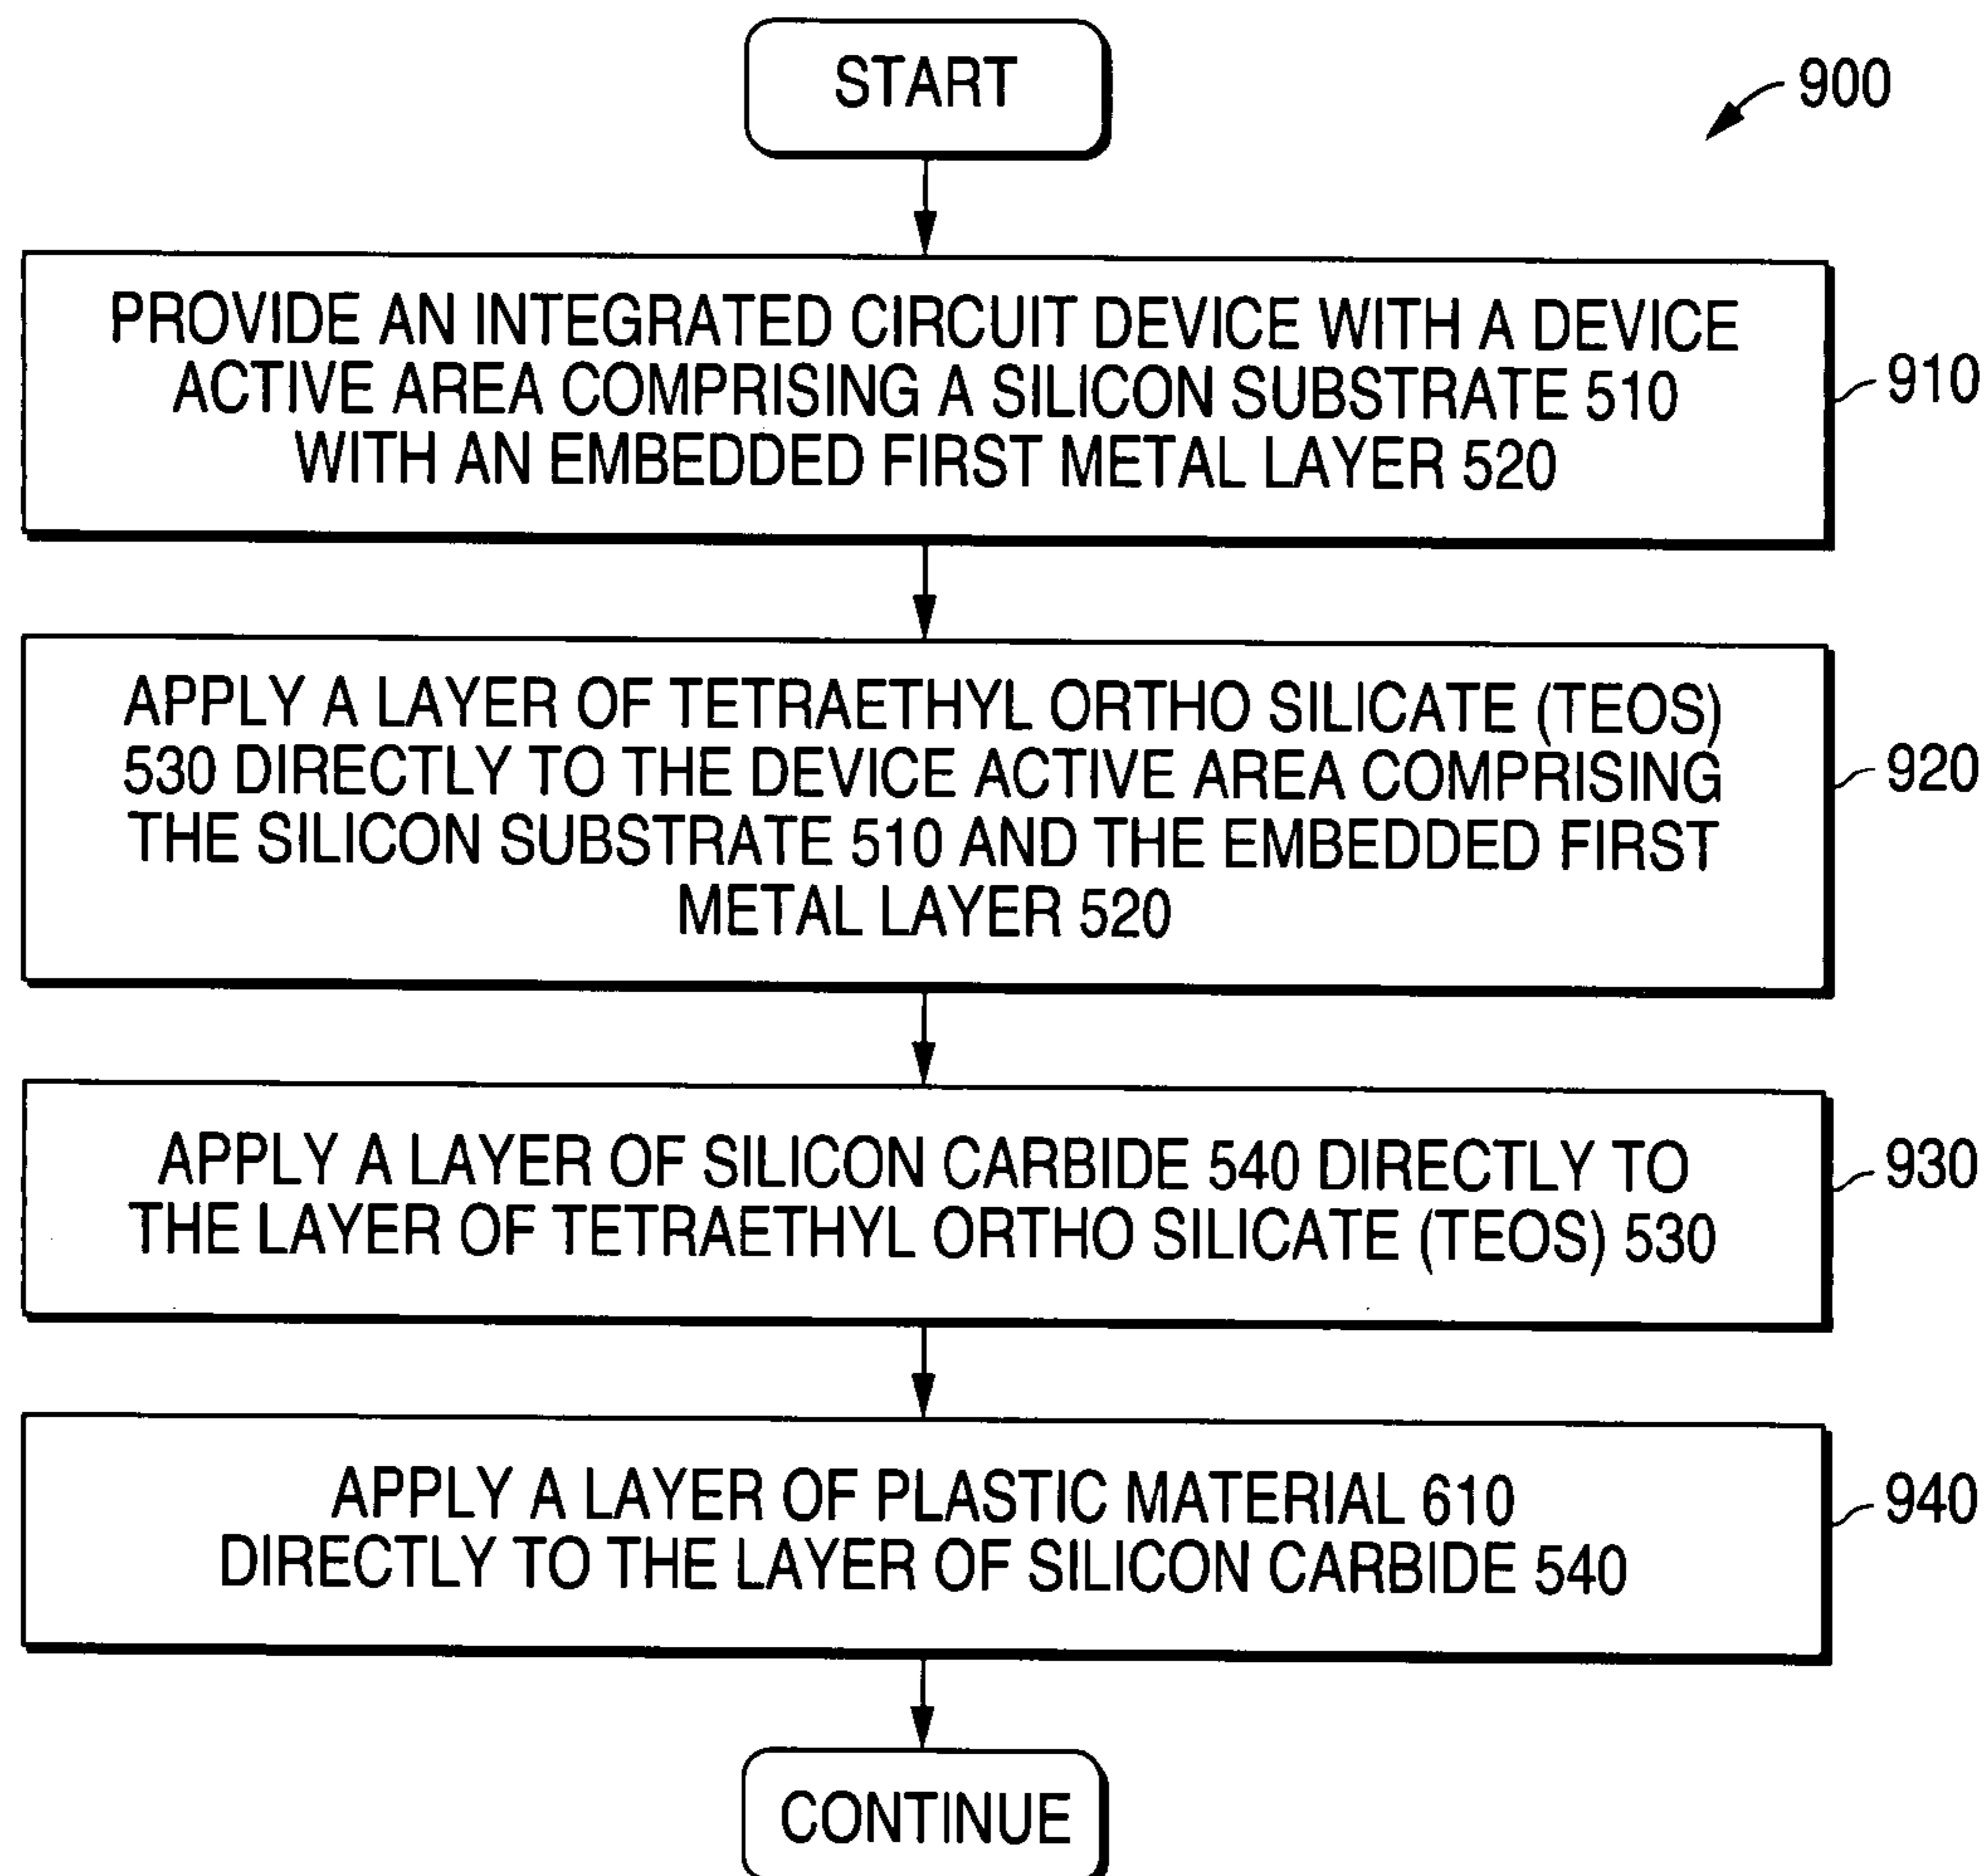 START
900
PROVIDE AN INTEGRATED CIRCUIT DEVICE WITH A DEVICE
ACTIVE AREA COMPRISING A SILICON SUBSTRATE 510
WITH AN EMBEDDED FIRST METAL LAYER 520
910
APPLY A LAYER OF TETRAETHYL ORTHO SILICATE (TEOS)
530 DIRECTLY TO THE DEVICE ACTIVE AREA COMPRISING
THE SILICON SUBSTRATE 510 AND THE EMBEDDED FIRST
METAL LAYER 520
920
APPLY A LAYER OF SILICON CARBIDE 540 DIRECTLY TO
THE LAYER OF TETRAETHYL ORTHO SILICATE (TEOS) 530
930
APPLY A LAYER OF PLASTIC MATERIAL 610
DIRECTLY TO THE LAYER OF SILICON CARBIDE 540
940
CONTINUE